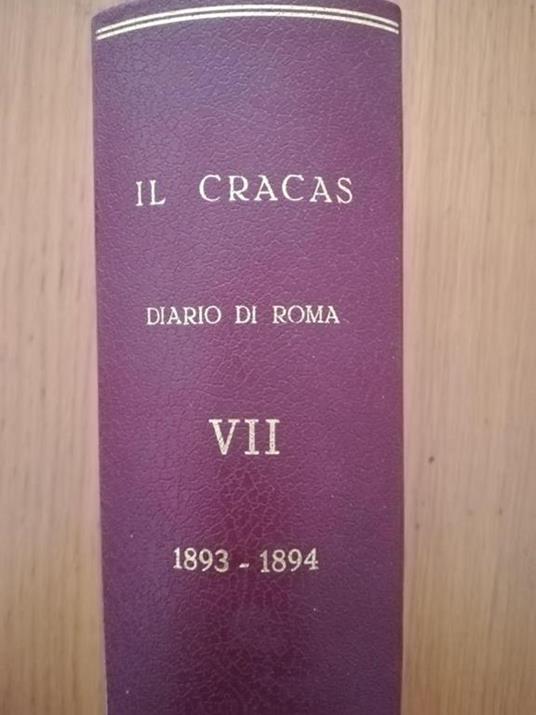 IL CRACAS
DIARIO DI ROMA
VII
1893 - 1894